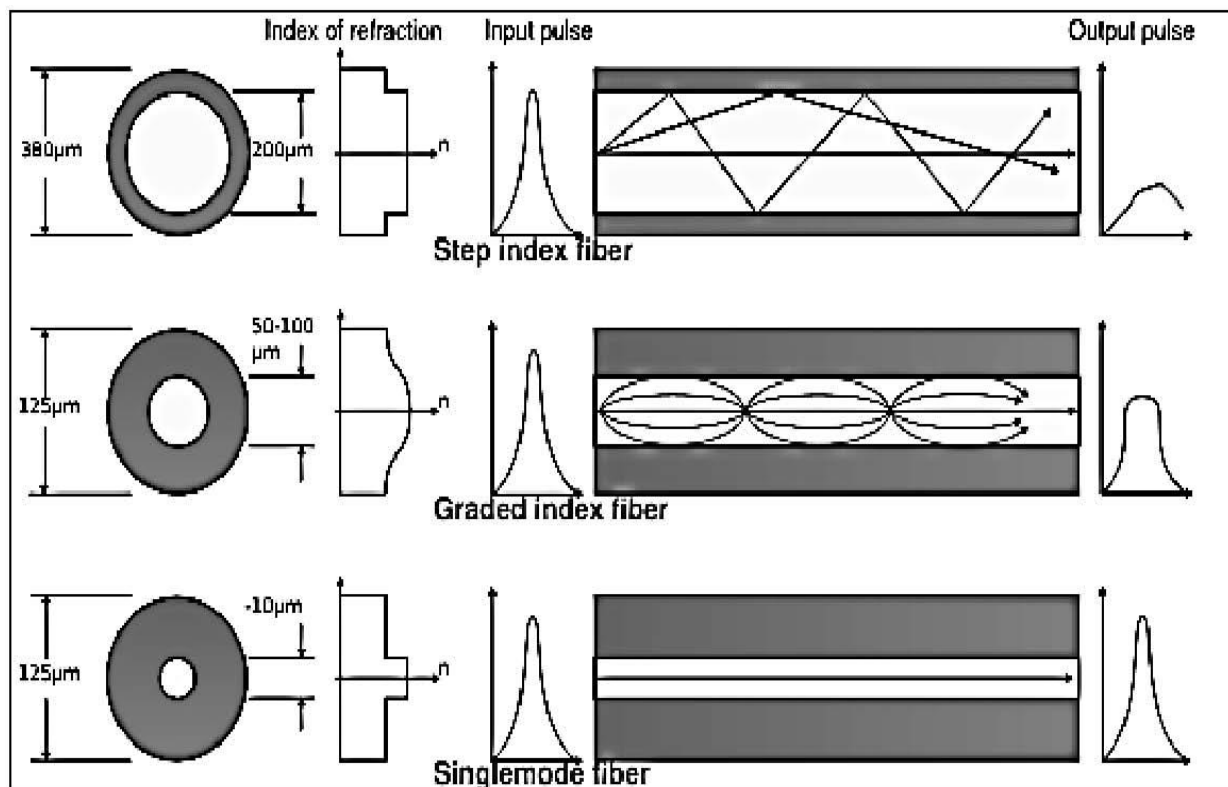 Index of refraction Input pulse Output pulse
380µm 200µm n
Step index fiber
50-100
µm
125µm n
Graded index fiber
-10µm
125µm n
Singlemode fiber